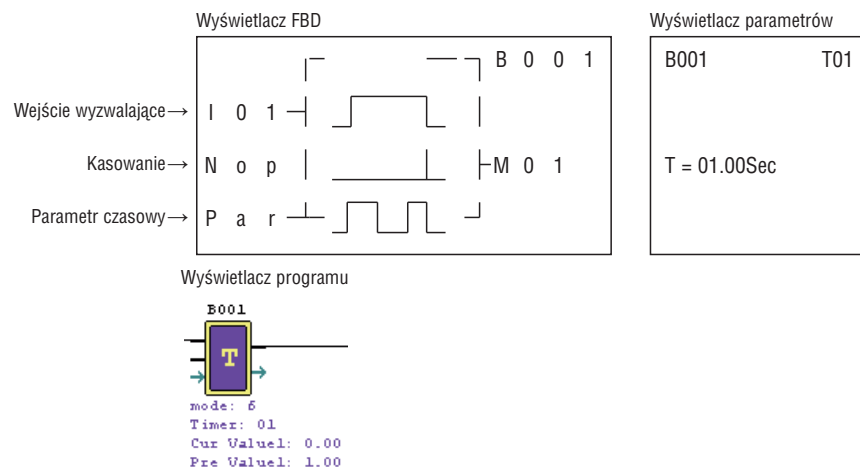 Wyświetlacz FBD
B 0 0 1
Wejście wyzwalające→ I 0 1
Kasowanie→ N o p
M 0 1
Parametr czasowy→ P a r
Wyświetlacz parametrów
B001 T01
T = 01.00Sec
Wyświetlacz programu
B001
T
mode: 6
Timer: 01
Cur Value1: 0.00
Pre Value1: 1.00